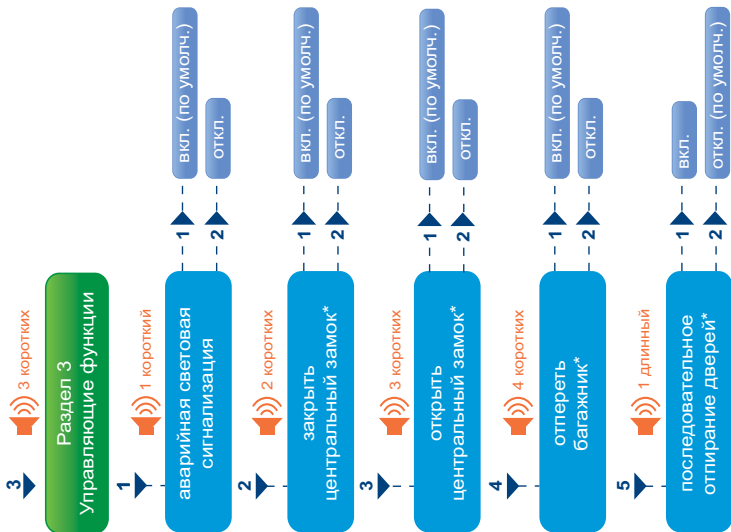 3
3 коротких
Раздел 3
Управляющие функции
1
1 короткий
аварийная световая
сигнализация
1
вкл. (по умолч.)
2
откл.
2
2 коротких
закрыть
центральный замок*
1
вкл. (по умолч.)
2
откл.
3
3 коротких
открыть
центральный замок*
1
вкл. (по умолч.)
2
откл.
4
4 коротких
отпереть
багажник*
1
вкл. (по умолч.)
2
откл.
5
1 длинный
последовательное
отпирание дверей*
1
вкл.
2
откл. (по умолч.)